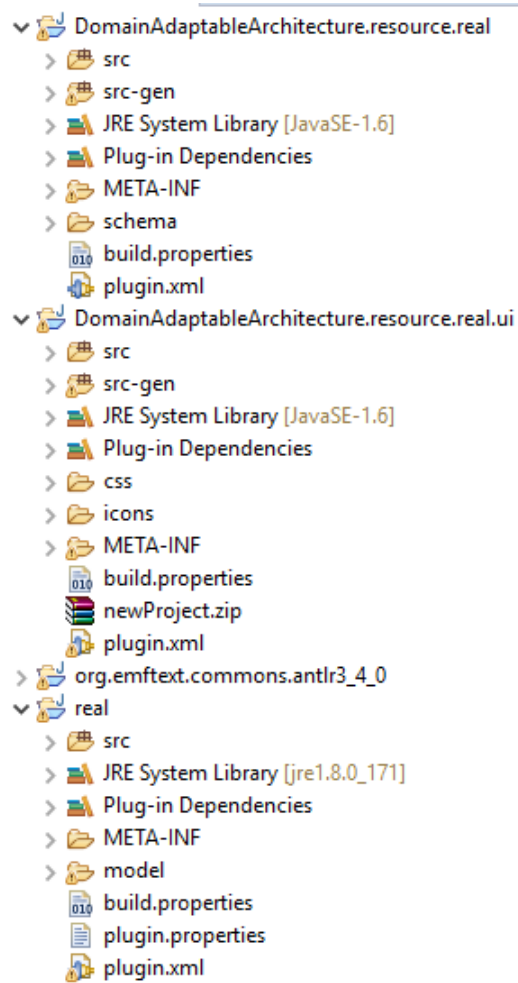 DomainAdaptableArchitecture.resource.real
src
src-gen
JRE System Library [JavaSE-1.6]
Plug-in Dependencies
META-INF
schema
build.properties
plugin.xml
DomainAdaptableArchitecture.resource.real.ui
src
src-gen
JRE System Library [JavaSE-1.6]
Plug-in Dependencies
css
icons
META-INF
build.properties
newProject.zip
plugin.xml
org.emftext.commons.antlr3_4_0
real
src
JRE System Library [jre1.8.0_171]
Plug-in Dependencies
META-INF
model
build.properties
plugin.properties
plugin.xml